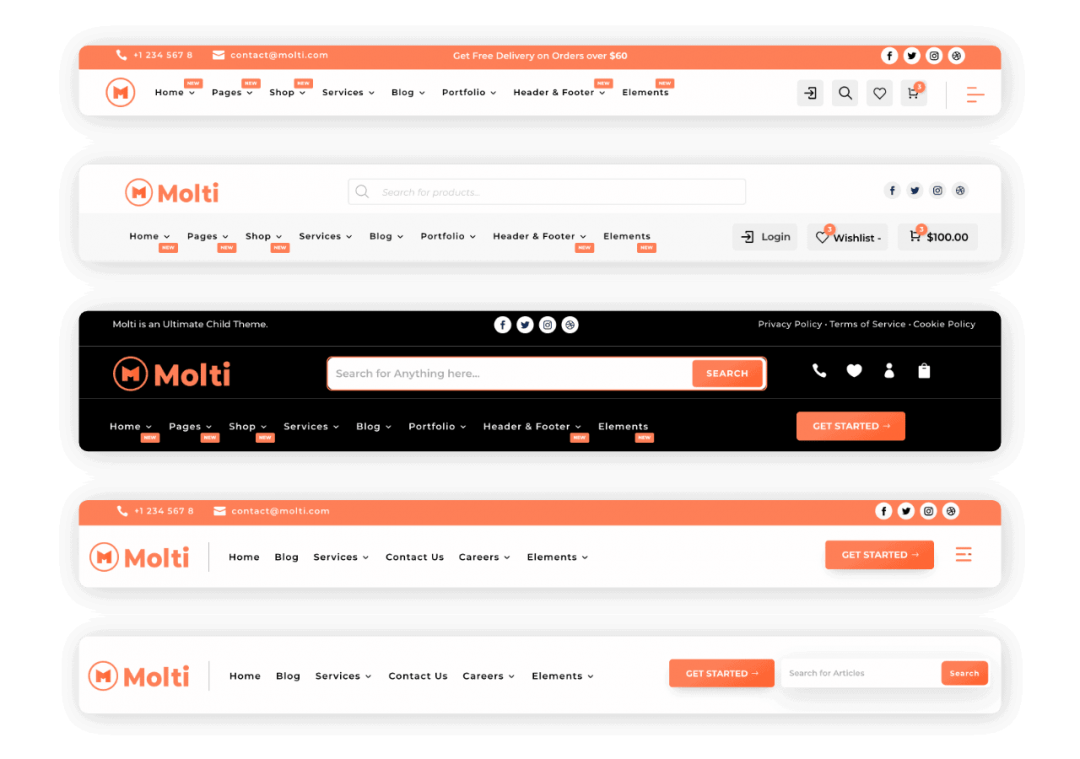 +1 234 567 8 contact@molti.com Get Free Delivery on Orders over $60
NEW NEW NEW NEW NEW
Home Pages Shop Services Blog Portfolio Header & Footer Elements 3
Molti Search for products...
Home Pages Shop Services Blog Portfolio Header & Footer Elements Login 3 Wishlist - 3 $100.00
NEW NEW NEW NEW NEW
Molti is an Ultimate Child Theme. Privacy Policy • Terms of Service • Cookie Policy
Molti Search for Anything here... SEARCH
Home Pages Shop Services Blog Portfolio Header & Footer Elements GET STARTED →
NEW NEW NEW NEW NEW
+1 234 567 8 contact@molti.com
Molti Home Blog Services Contact Us Careers Elements GET STARTED →
Molti Home Blog Services Contact Us Careers Elements GET STARTED → Search for Articles Search